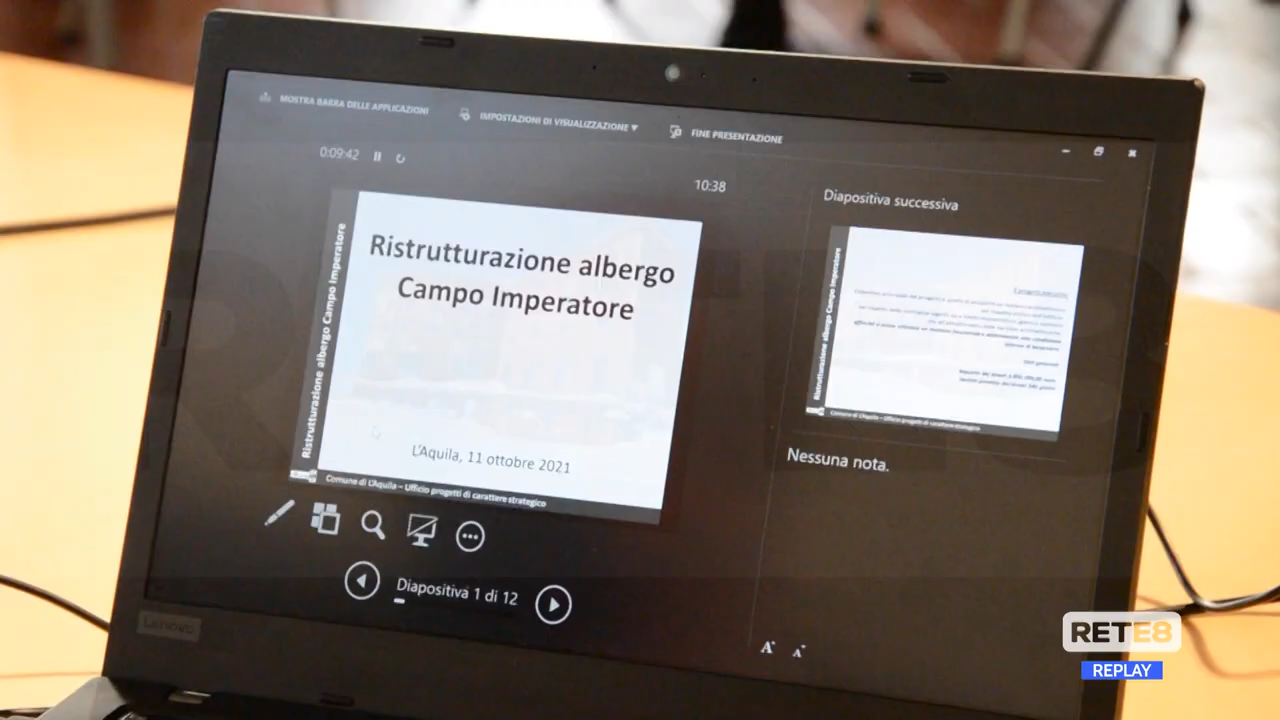 MOSTRA BARRA DELLE APPLICAZIONI
IMPOSTAZIONI DI VISUALIZZAZIONE ▼
FINE PRESENTAZIONE
0:09:42
10:38
Ristrutturazione albergo Campo Imperatore
Ristrutturazione albergo
Campo Imperatore
L'Aquila, 11 ottobre 2021
Comune di L'Aquila – Ufficio progetti di carattere strategico
Diapositiva successiva
Ristrutturazione albergo Campo Imperatore
Comune di L'Aquila – Ufficio progetti di carattere strategico
Nessuna nota.
Diapositiva 1 di 12
A A
Lenovo
RETE8
REPLAY